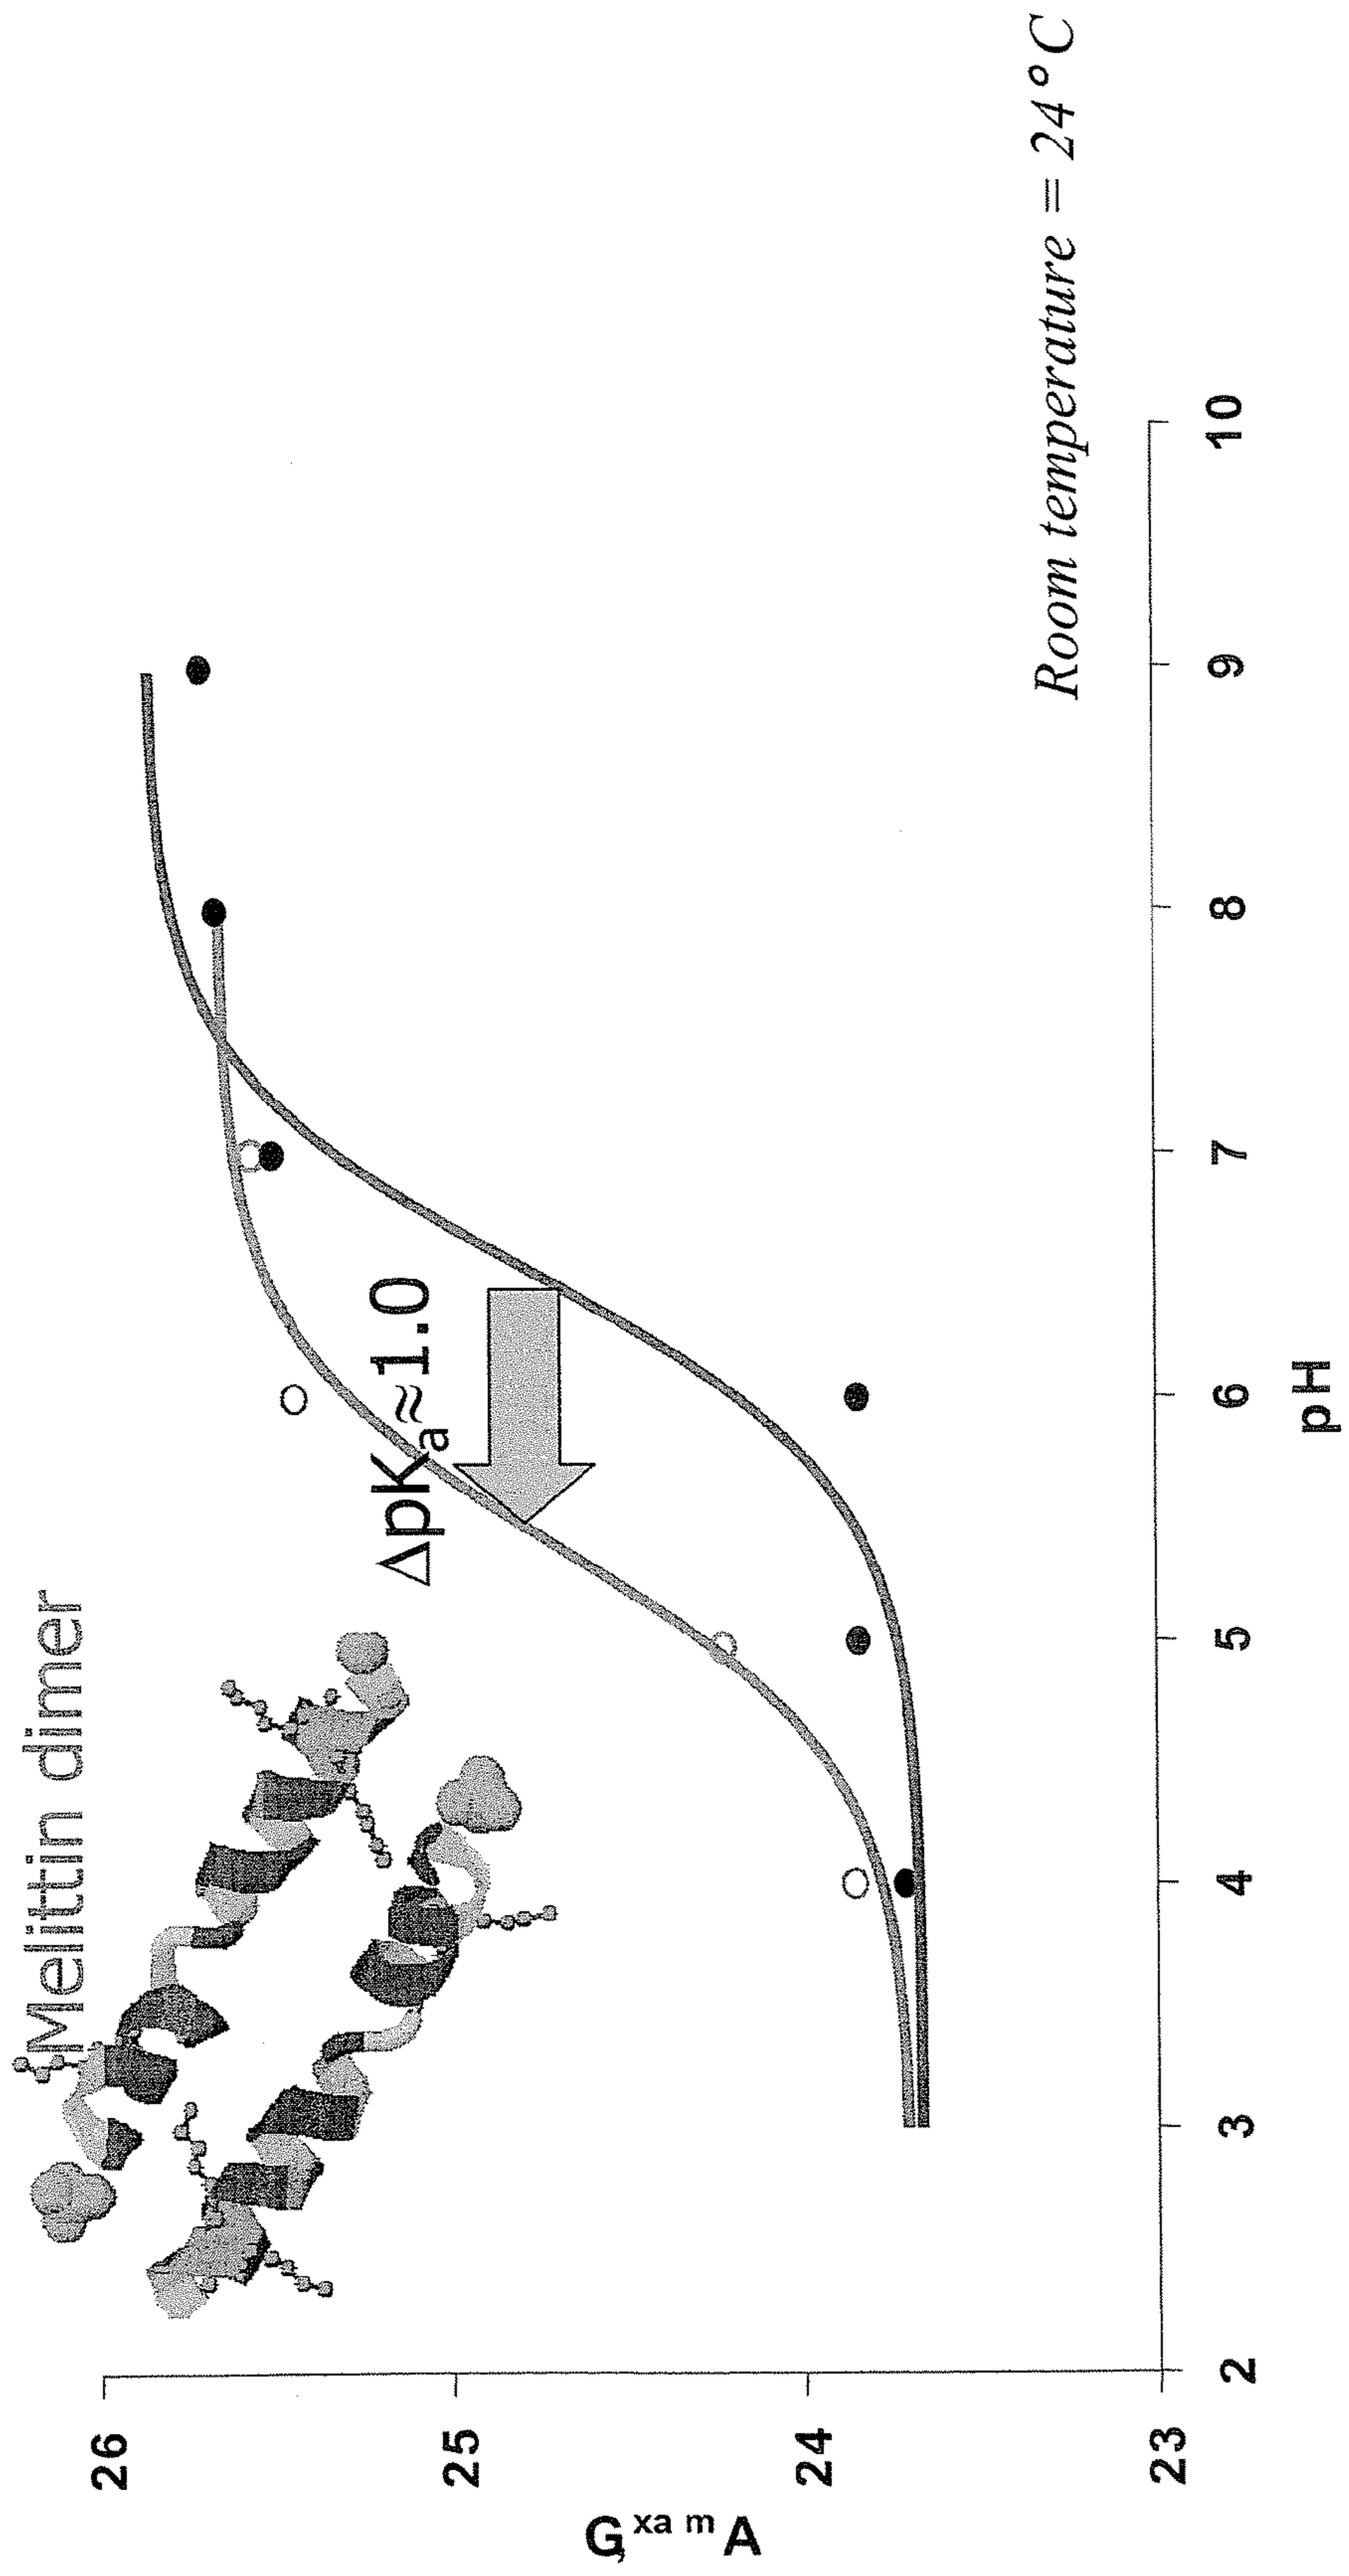 Melittin dimer
ΔpKa≈1.0
Room temperature = 24°C
26
25
24
23
A max, G
2
3
4
5
6
7
8
9
10
pH